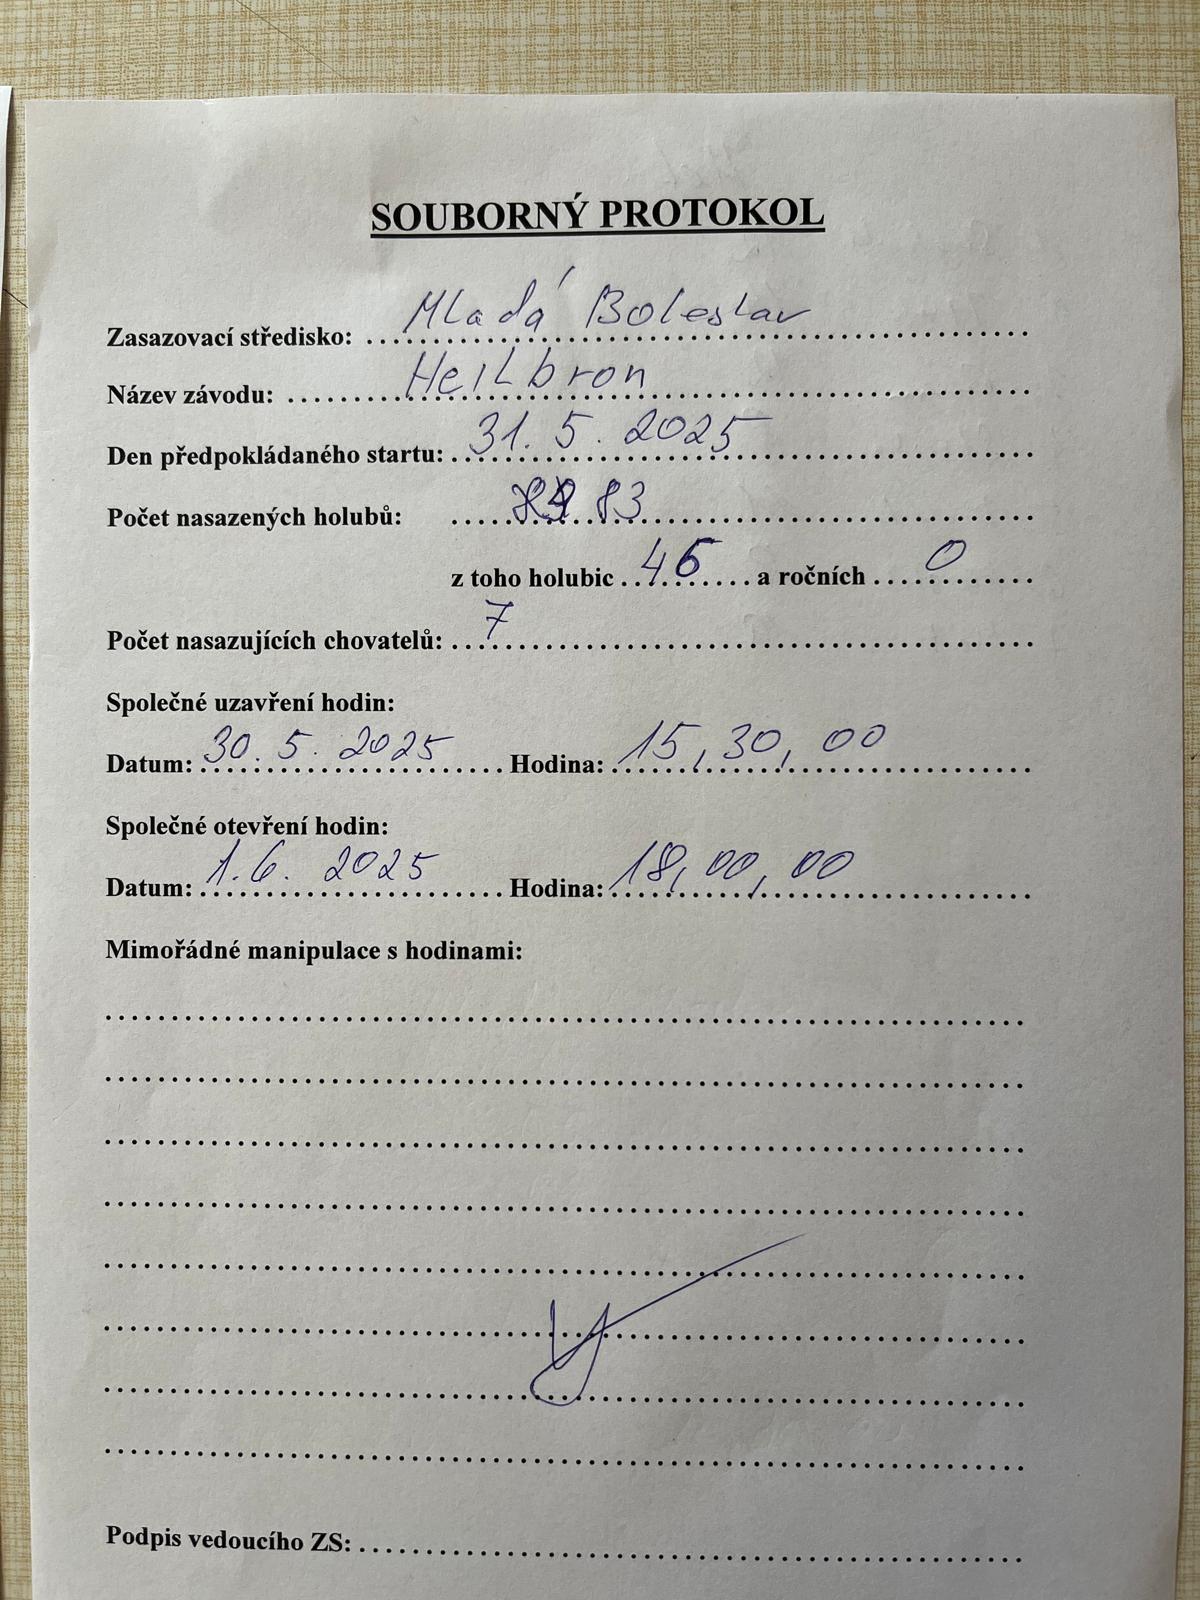 SOUBORNÝ PROTOKOL
Zasazovací středisko: Mladá Boleslav
Název závodu: Heilbron
Den předpokládaného startu: 31. 5. 2025
Počet nasazených holubů: 83
z toho holubic 46 a ročních 0
Počet nasazujících chovatelů: 7
Společné uzavření hodin:
Datum: 30. 5. 2025 Hodina: 15,30,00
Společné otevření hodin:
Datum: 1.6. 2025 Hodina: 18,00,00
Mimořádné manipulace s hodinami:
Podpis vedoucího ZS: